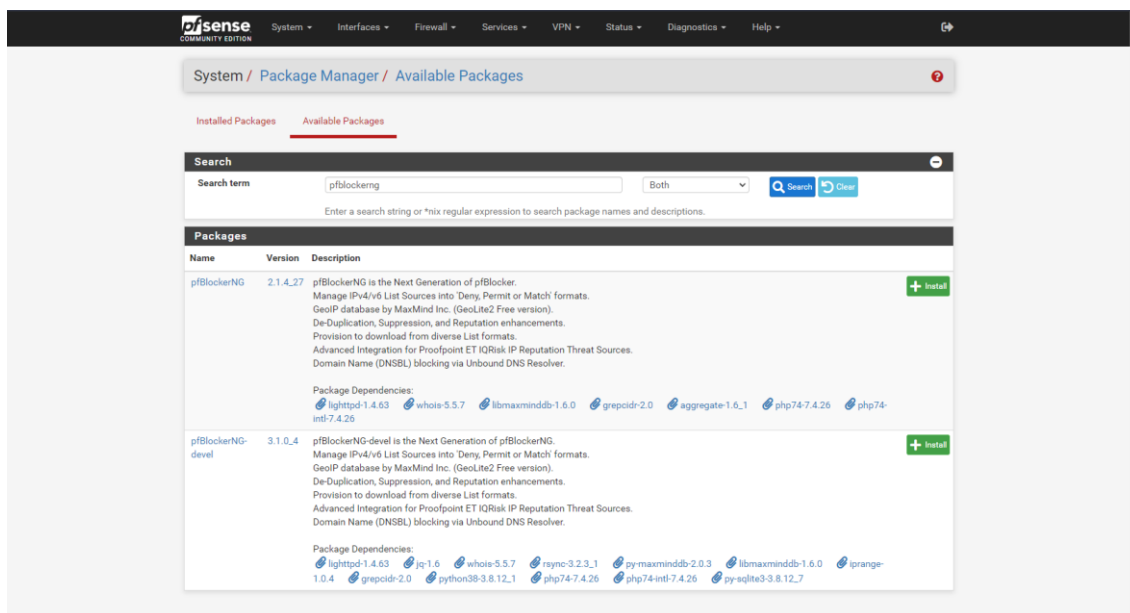 pfsense System Interfaces Firewall Services VPN Status Diagnostics Help
COMMUNITY EDITION
System / Package Manager / Available Packages
Installed Packages Available Packages
Search
Search term pfblockerng Both Search Clear
Enter a search string or *nix regular expression to search package names and descriptions.
Packages
Name Version Description
pfBlockerNG 2.1.4_27 pfBlockerNG is the Next Generation of pfBlocker.
Manage IPv4/v6 List Sources into 'Deny, Permit or Match' formats.
Install
GeoIP database by MaxMind Inc. (GeoLite2 Free version).
De-Duplication, Suppression, and Reputation enhancements.
Provision to download from diverse List formats.
Advanced Integration for Proofpoint ET IQRisk IP Reputation Threat Sources.
Domain Name (DNSBL) blocking via Unbound DNS Resolver.
Package Dependencies:
lighttpd-1.4.63 whois-5.5.7 libmaxminddb-1.6.0 grepcidr-2.0 aggregate-1.6_1 php74-7.4.26 php74-
intl-7.4.26
pfBlockerNG- 3.1.0_4 pfBlockerNG-devel is the Next Generation of pfBlockerNG.
devel Manage IPv4/v6 List Sources into 'Deny, Permit or Match' formats.
Install
GeoIP database by MaxMind Inc. (GeoLite2 Free version).
De-Duplication, Suppression, and Reputation enhancements.
Provision to download from diverse List formats.
Advanced Integration for Proofpoint ET IQRisk IP Reputation Threat Sources.
Domain Name (DNSBL) blocking via Unbound DNS Resolver.
Package Dependencies:
lighttpd-1.4.63 jq-1.6 whois-5.5.7 rsync-3.2.3_1 py-maxminddb-2.0.3 libmaxminddb-1.6.0 iprange-
1.0.4 grepcidr-2.0 python38-3.8.12_1 php74-7.4.26 php74-intl-7.4.26 py-sqlite3-3.8.12_7